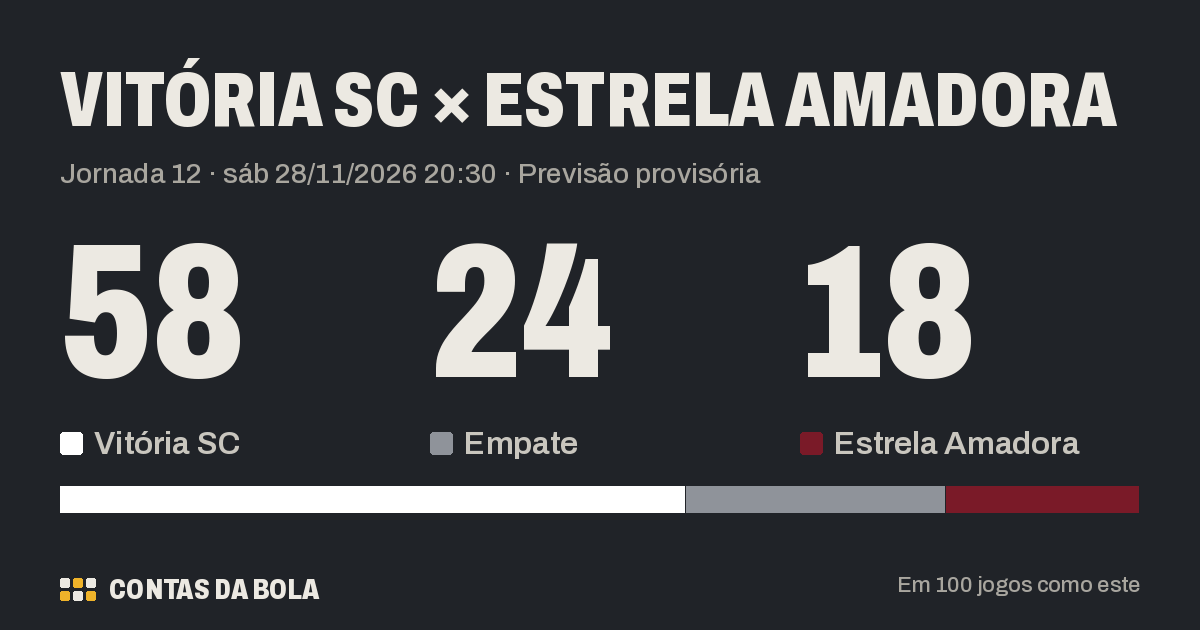 VITÓRIA SC × ESTRELA AMADORA
Jornada 12 · sáb 28/11/2026 20:30 · Previsão provisória
58 24 18
Vitória SC Empate Estrela Amadora
CONTAS DA BOLA
Em 100 jogos como este